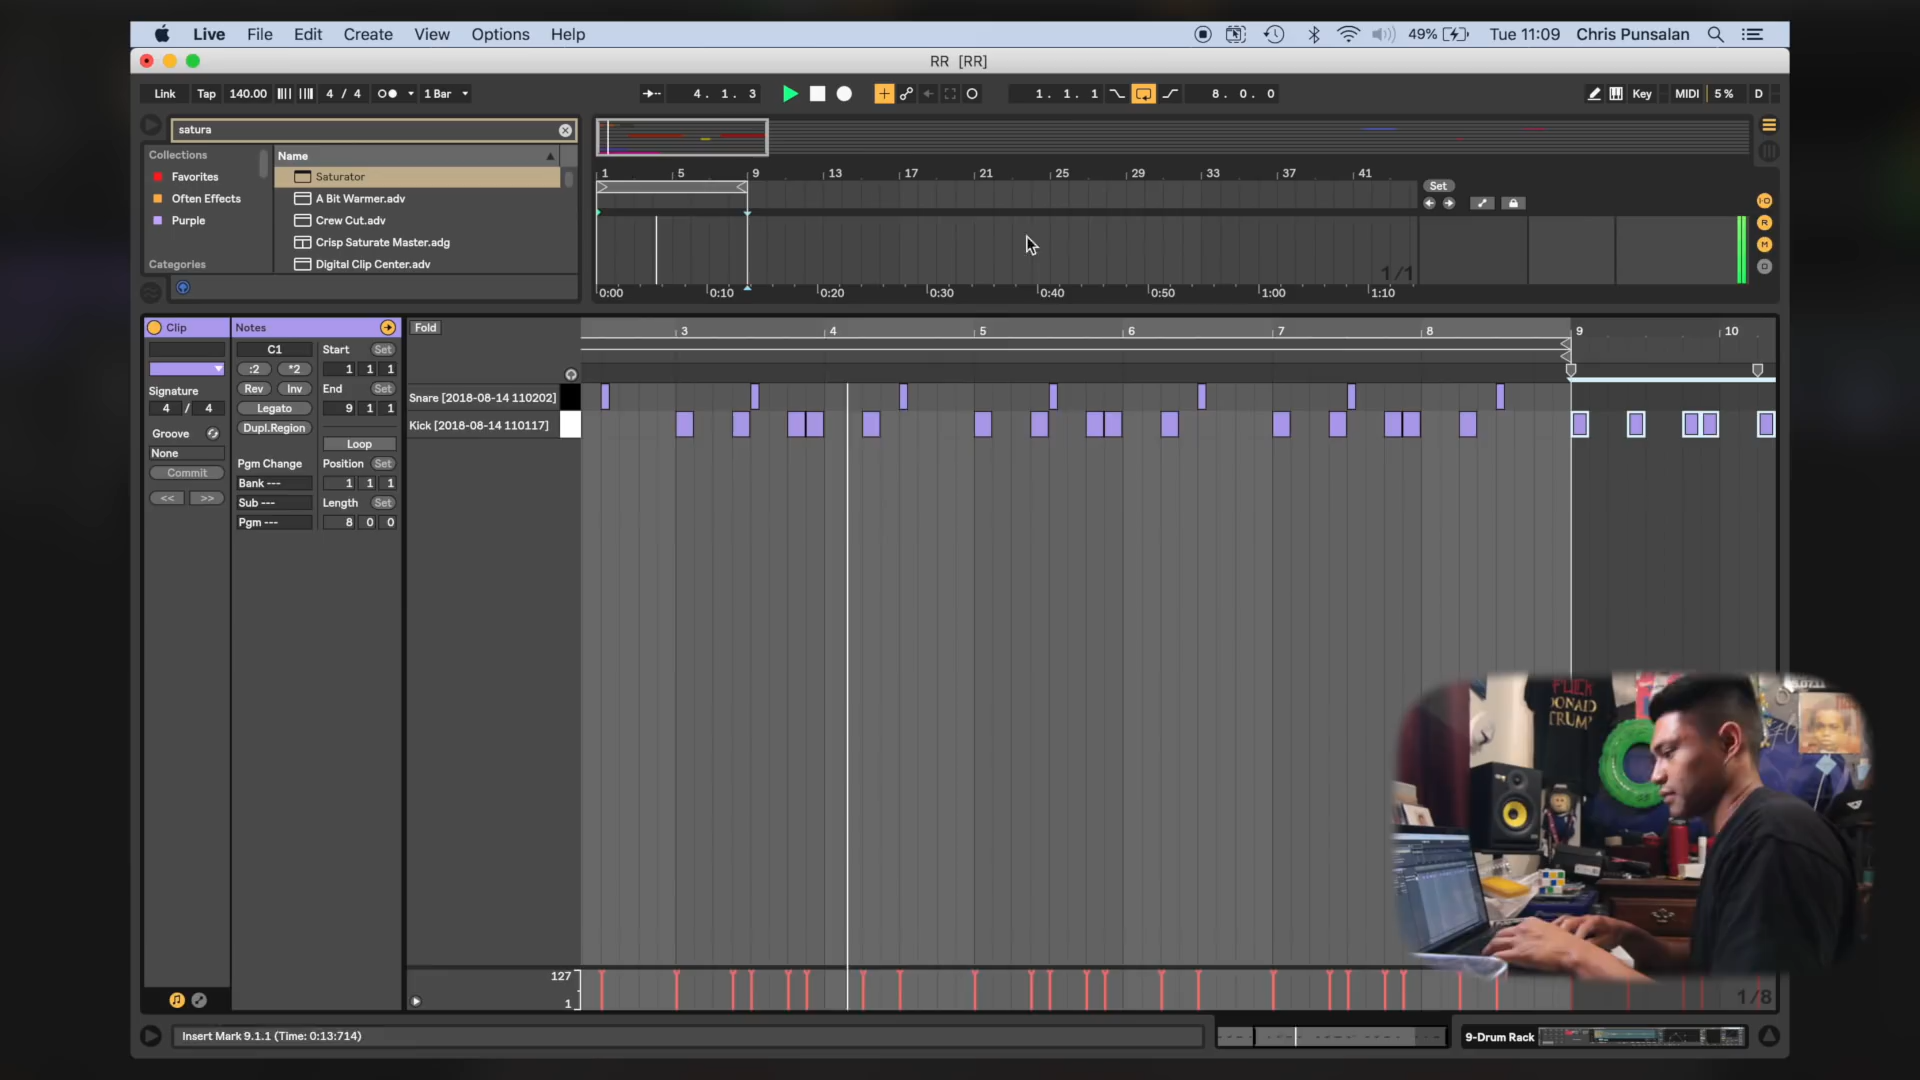 Live File Edit Create View Options Help 49% Tue 11:09 Chris Punsalan
RR [RR]
Link Tap 140.00 4 / 4 1 Bar 4. 1. 3 1. 1. 1 8. 0. 0 Key MIDI 5 % D
satura
Collections
Favorites
Often Effects
Purple
Categories
Name
Saturator
A Bit Warmer.adv
Crew Cut.adv
Crisp Saturate Master.adg
Digital Clip Center.adv
1 5 9 13 17 21 25 29 33 37 41
Set
1/1
0:00 0:10 0:20 0:30 0:40 0:50 1:00 1:10
Clip
Signature
4 / 4
Groove
None
Commit
<< >>
Notes
C1
:2 *2
Rev Inv
Legato
Dupl.Region
Pgm Change
Bank ---
Sub ---
Pgm ---
Start Set
1 1 1
End Set
9 1 1
Loop
Position Set
1 1 1
Length Set
8 0 0
Fold
3 4 5 6 7 8 9 10
Snare [2018-08-14 110202]
Kick [2018-08-14 110117]
127
1
1/8
FUCK
DONALD
TRUMP
Insert Mark 9.1.1 (Time: 0:13:714)
9-Drum Rack